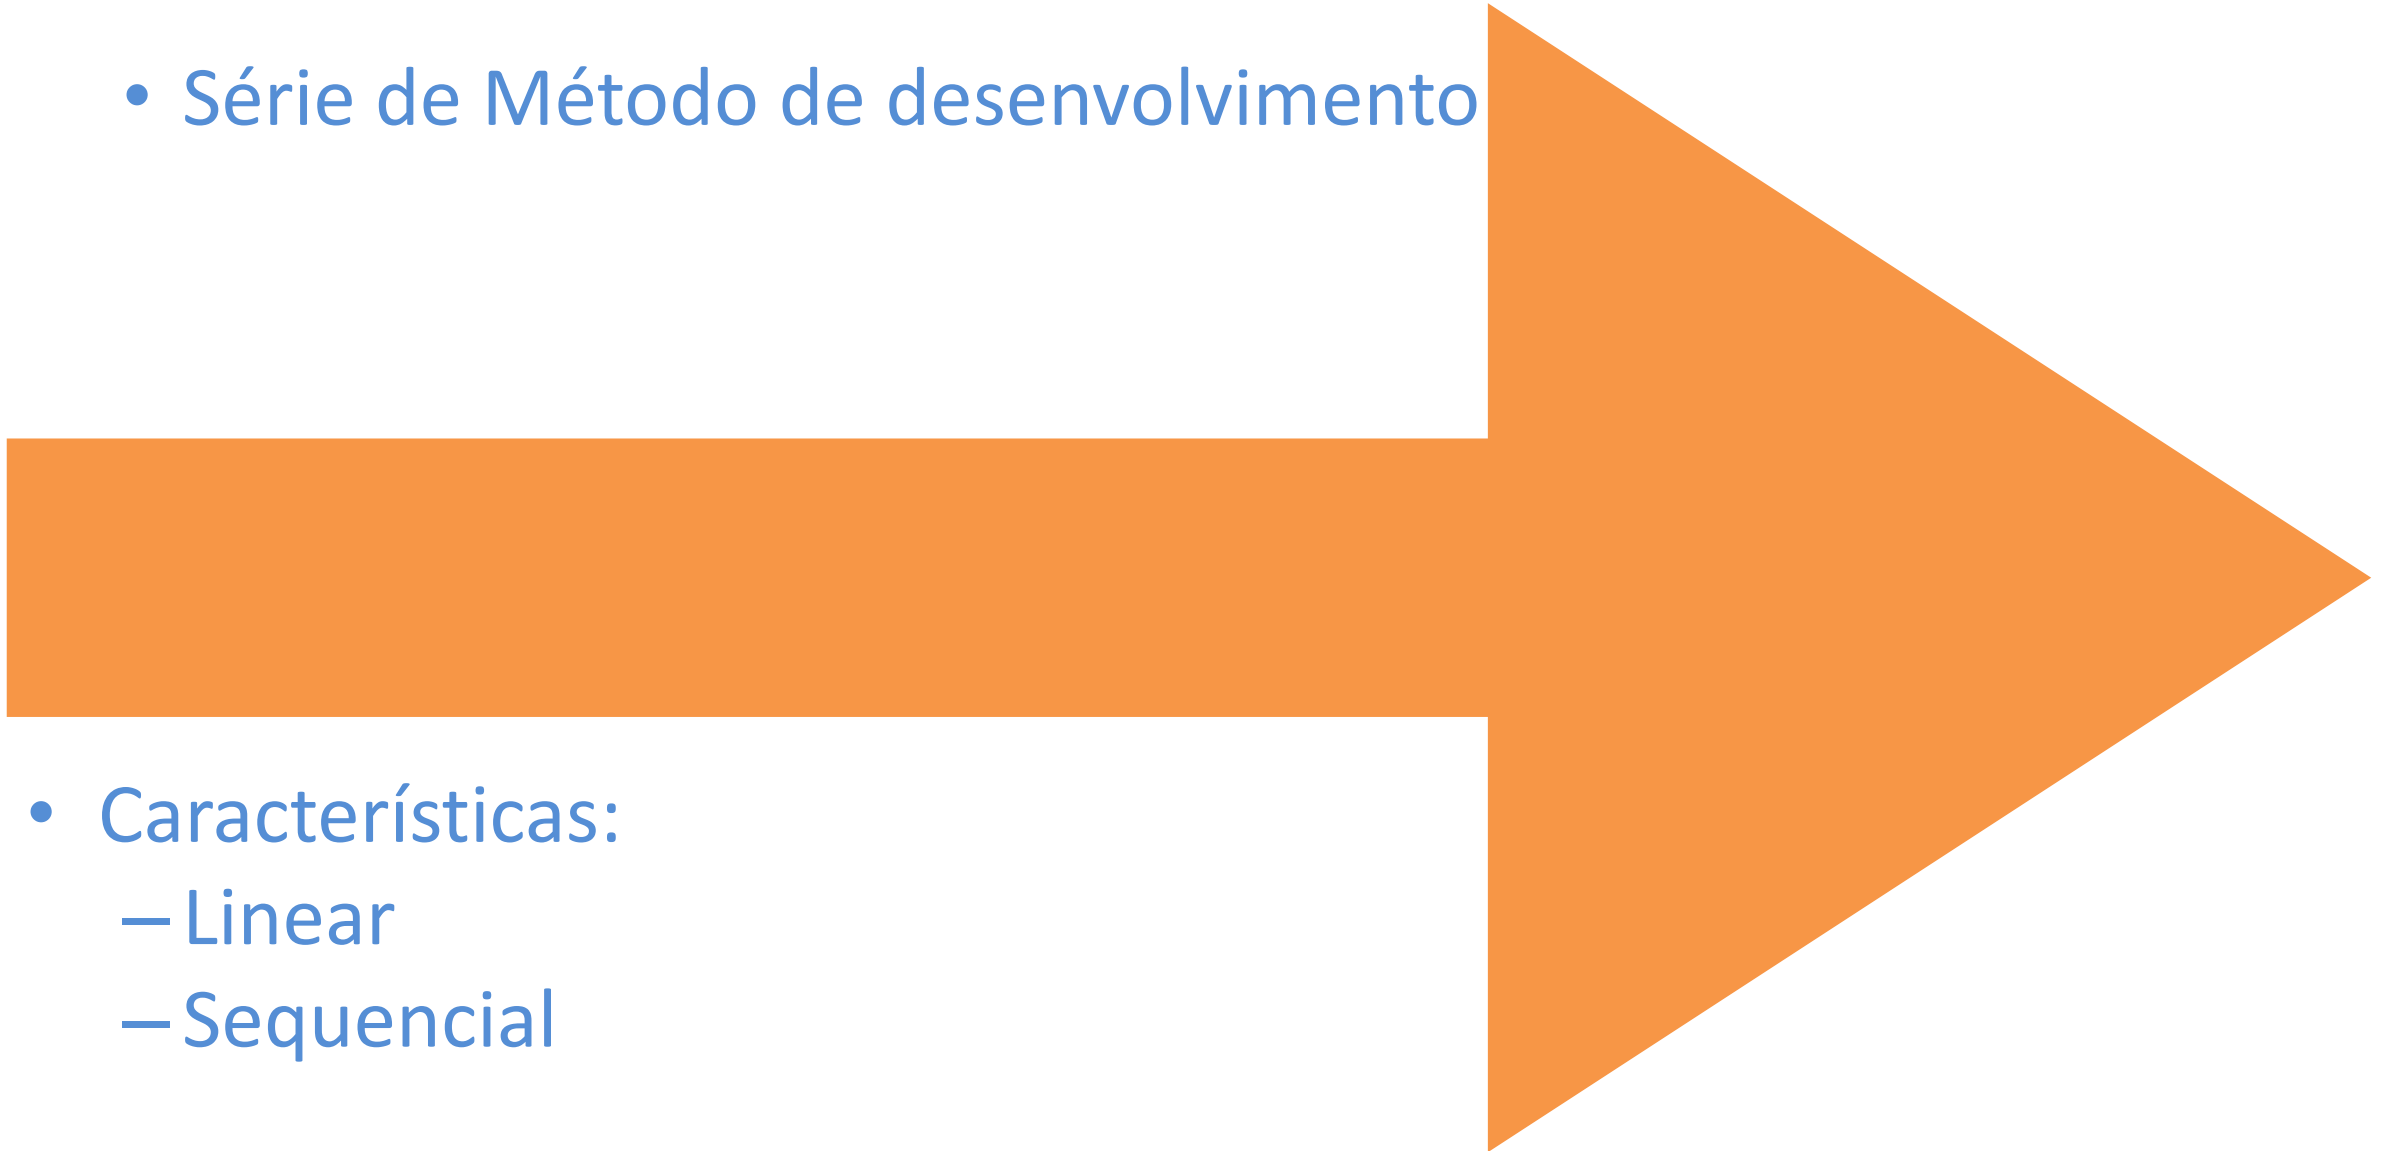 • Série de Método de desenvolvimento
• Características:
– Linear
– Sequencial